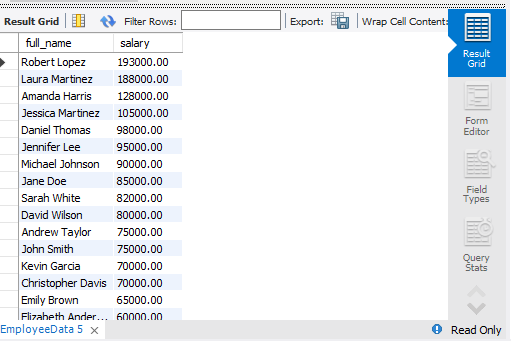 Result Grid Filter Rows: Export: Wrap Cell Content:
full_name salary
Robert Lopez 193000.00
Laura Martinez 188000.00
Amanda Harris 128000.00
Jessica Martinez 105000.00
Daniel Thomas 98000.00
Jennifer Lee 95000.00
Michael Johnson 90000.00
Jane Doe 85000.00
Sarah White 82000.00
David Wilson 80000.00
Andrew Taylor 75000.00
John Smith 75000.00
Kevin Garcia 70000.00
Christopher Davis 70000.00
Emily Brown 65000.00
Elizabeth Ander... 60000.00
Result
Grid
Form
Editor
Field
Types
Query
Stats
EmployeeData 5
Read Only